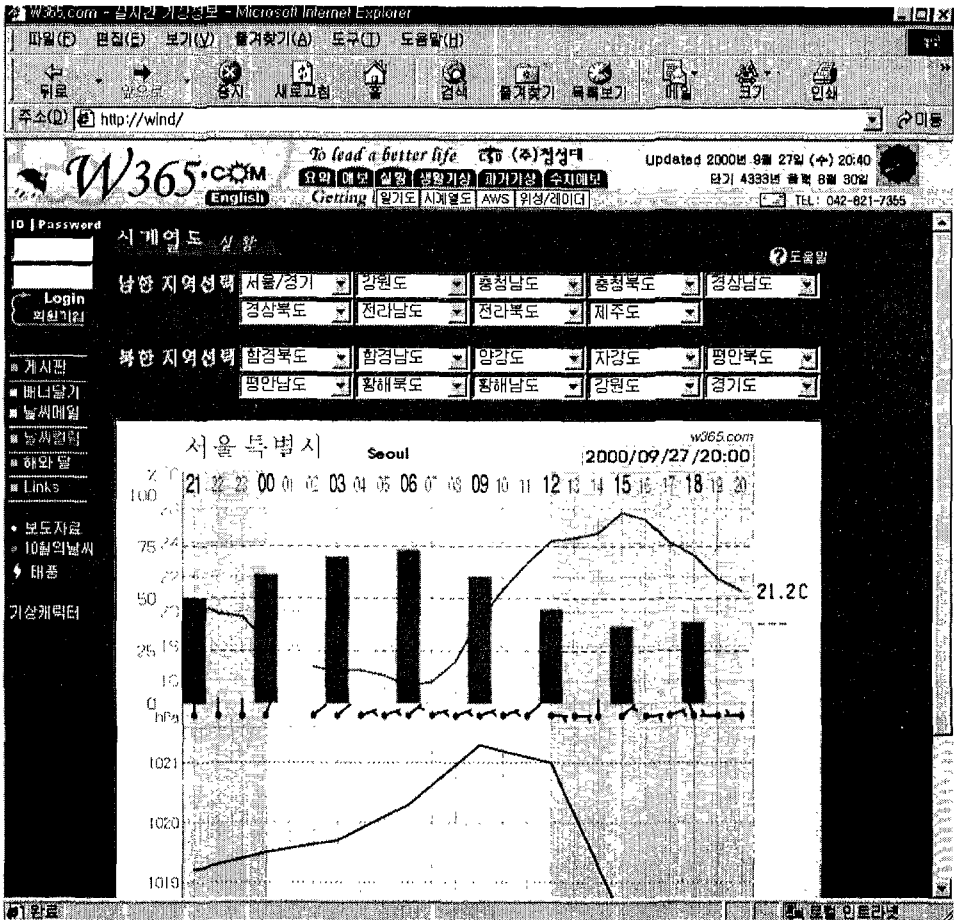 W365.com - 실시간 기상정보 - Microsoft Internet Explorer
파일(F) 편집(E) 보기(V) 즐겨찾기(A) 도구(T) 도움말(H)
뒤로 앞으로 중지 새로고침 홈 검색 즐겨찾기 목록보기 메일 크기 인쇄
주소(D) http://wind/ 이동
W365.COM
English
To lead a better life (주)첨성대
요약 예보 실황 생활기상 과거기상 수치예보
Getting 일기도 시계열도 AWS 위성/레이더
Updated 2000년 9월 27일 (수) 20:40
단기 4333년 음력 8월 30일
TEL: 042-821-7355
ID | Password
Login
회원가입
게시판
배너달기
날씨메일
날씨컬럼
해와 달
Links
보도자료
10월의날씨
태풍
기상캐릭터
시계열도 실황
도움말
남한 지역선택 서울/경기 강원도 충청남도 충청북도 경상남도
경상북도 전라남도 전라북도 제주도
북한 지역선택 함경북도 함경남도 양강도 자강도 평안북도
평안남도 황해북도 황해남도 강원도 경기도
서울특별시 Seoul
w365.com
2000/09/27/20:00
% 21 22 23 00 01 02 03 04 05 06 07 08 09 10 11 12 13 14 15 16 17 18 19 20
100
75 24
22
50 20
25 18
16
0
hPa
21.2C
---
1021
1020
1019
완료 로컬 인트라넷